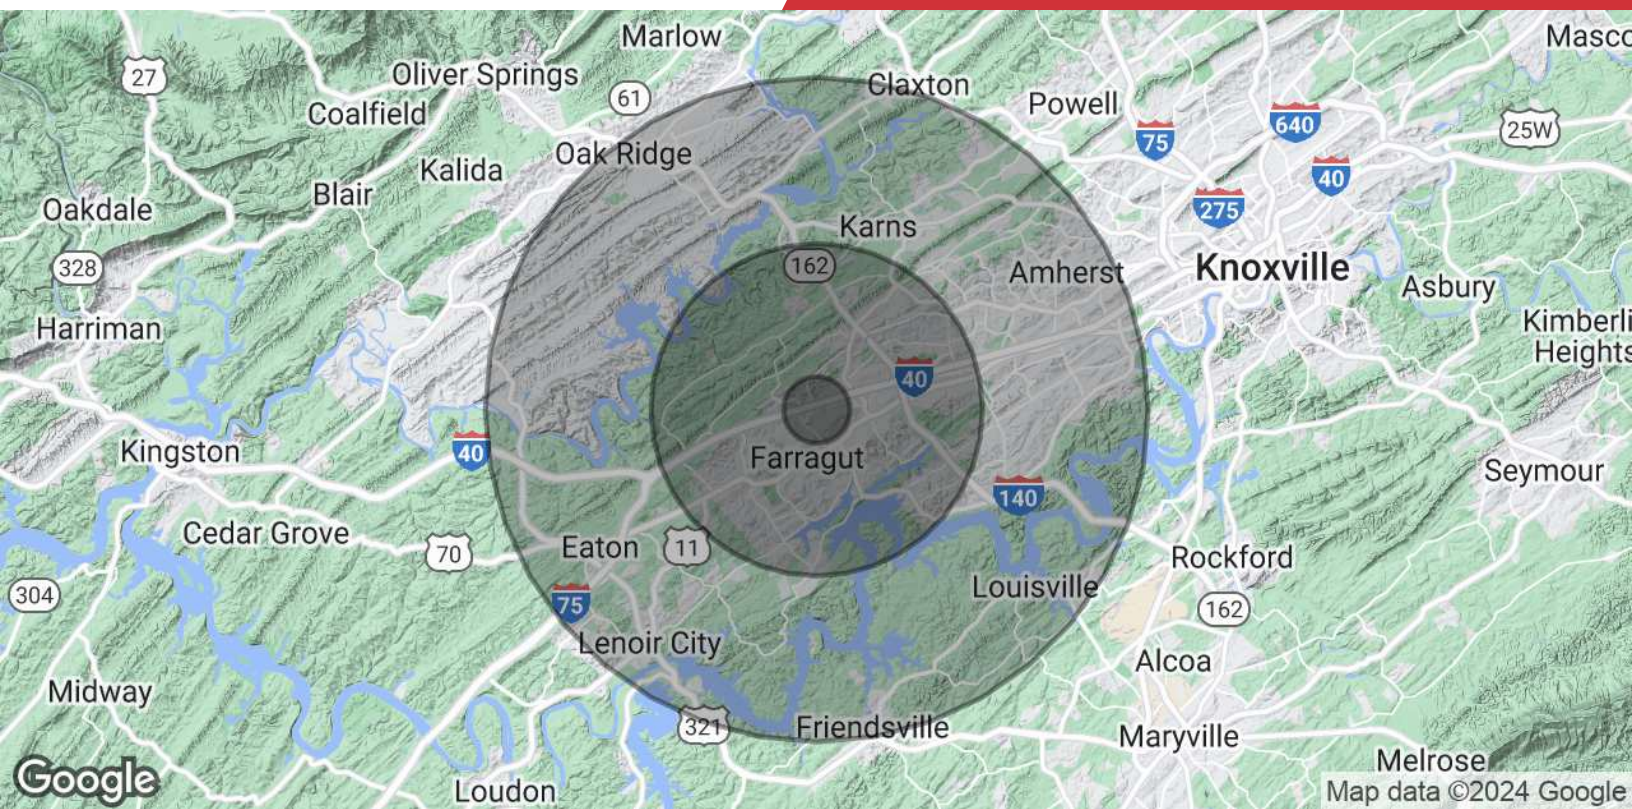 Marlow
Masco
27
Oliver Springs
Claxton
61
Powell
Coalfield
75
640
25W
Oak Ridge
Kalida
40
Blair
Oakdale
275
Karns
328
162
Amherst
Knoxville
Asbury
Harriman
Kimberli
Heights
40
Kingston
40
Farragut
Seymour
140
Cedar Grove
70
Eaton
11
Rockford
304
75
Louisville
162
Lenoir City
Alcoa
Midway
321
Friendsville
Maryville
Melrose
Google
Loudon
Map data ©2024 Google